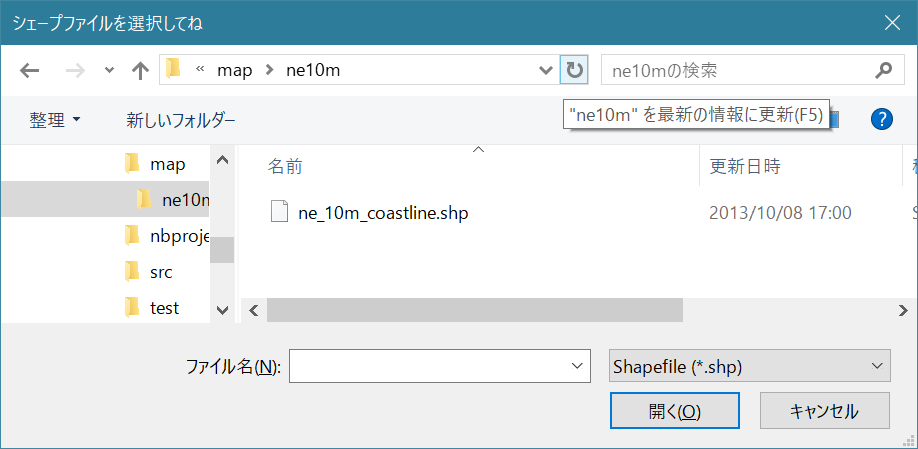 シェープファイルを選択してね
« map > ne10m
ne10mの検索
整理
新しいフォルダー
"ne10m" を最新の情報に更新(F5)
?
map
ne10m
nbproje
src
test
名前
更新日時
ne_10m_coastline.shp
2013/10/08 17:00
ファイル名(N):
Shapefile (*.shp)
開く(O)
キャンセル